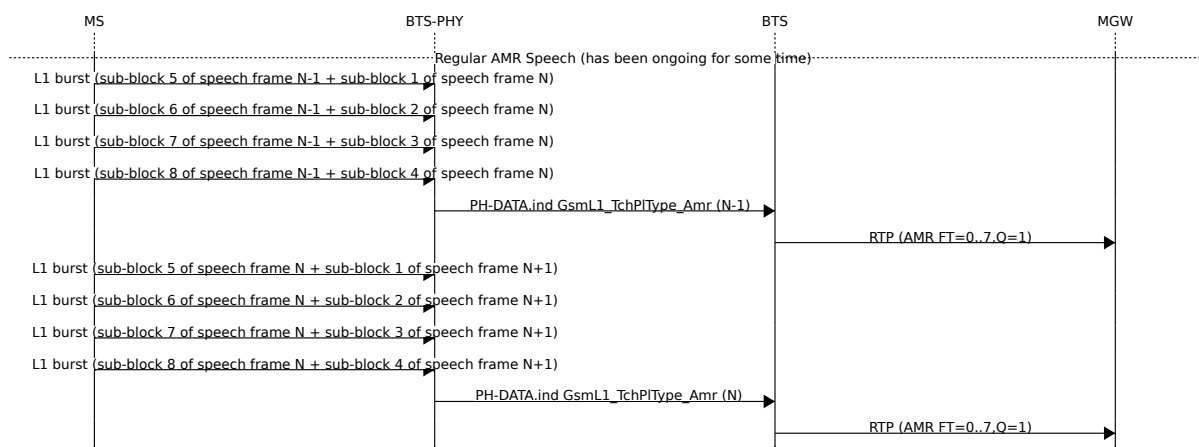 MS BTS-PHY BTS MGW
Regular AMR Speech (has been ongoing for some time)
L1 burst (sub-block 5 of speech frame N-1 + sub-block 1 of speech frame N)
L1 burst (sub-block 6 of speech frame N-1 + sub-block 2 of speech frame N)
L1 burst (sub-block 7 of speech frame N-1 + sub-block 3 of speech frame N)
L1 burst (sub-block 8 of speech frame N-1 + sub-block 4 of speech frame N)
PH-DATA.ind GsmL1_TchPlType_Amr (N-1)
RTP (AMR FT=0..7,Q=1)
L1 burst (sub-block 5 of speech frame N + sub-block 1 of speech frame N+1)
L1 burst (sub-block 6 of speech frame N + sub-block 2 of speech frame N+1)
L1 burst (sub-block 7 of speech frame N + sub-block 3 of speech frame N+1)
L1 burst (sub-block 8 of speech frame N + sub-block 4 of speech frame N+1)
PH-DATA.ind GsmL1_TchPlType_Amr (N)
RTP (AMR FT=0..7,Q=1)